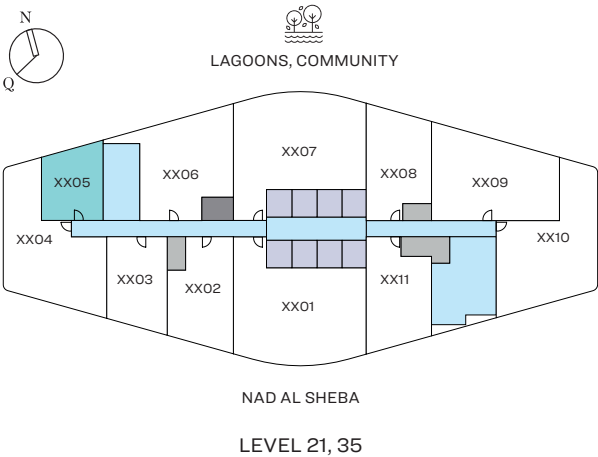 N
Q
LAGOONS, COMMUNITY
XX07
XX05
XX06
XX08
XX09
XX04
XX10
XX03
XX02
XX01
XX11
NAD AL SHEBA
LEVEL 21, 35